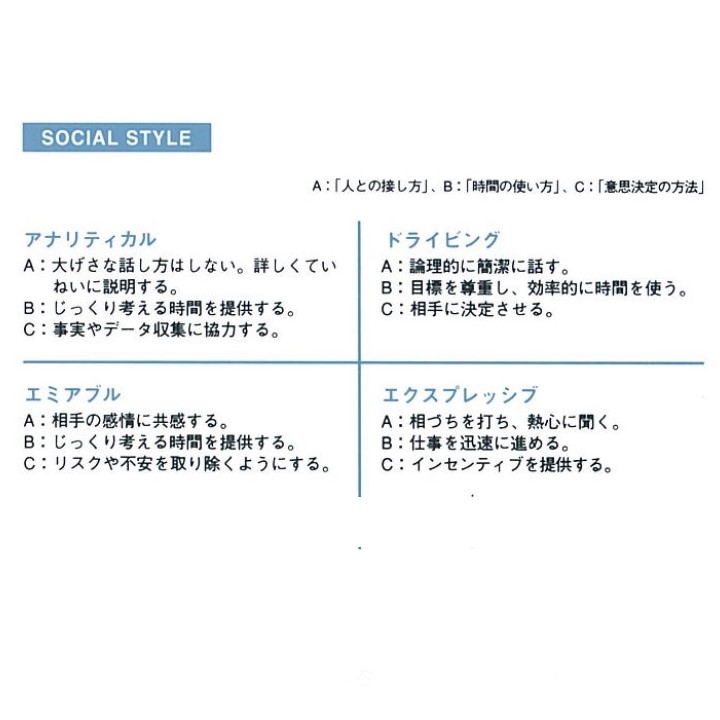 SOCIAL STYLE
A：「人との接し方」、B：「時間の使い方」、C：「意思決定の方法」
アナリティカル
A：大げさな話し方はしない。詳しくてい
ねいに説明する。
B：じっくり考える時間を提供する。
C：事実やデータ収集に協力する。
ドライビング
A：論理的に簡潔に話す。
B：目標を尊重し、効率的に時間を使う。
C：相手に決定させる。
エミアブル
A：相手の感情に共感する。
B：じっくり考える時間を提供する。
C：リスクや不安を取り除くようにする。
エクスプレッシブ
A：相づちを打ち、熱心に聞く。
B：仕事を迅速に進める。
C：インセンティブを提供する。